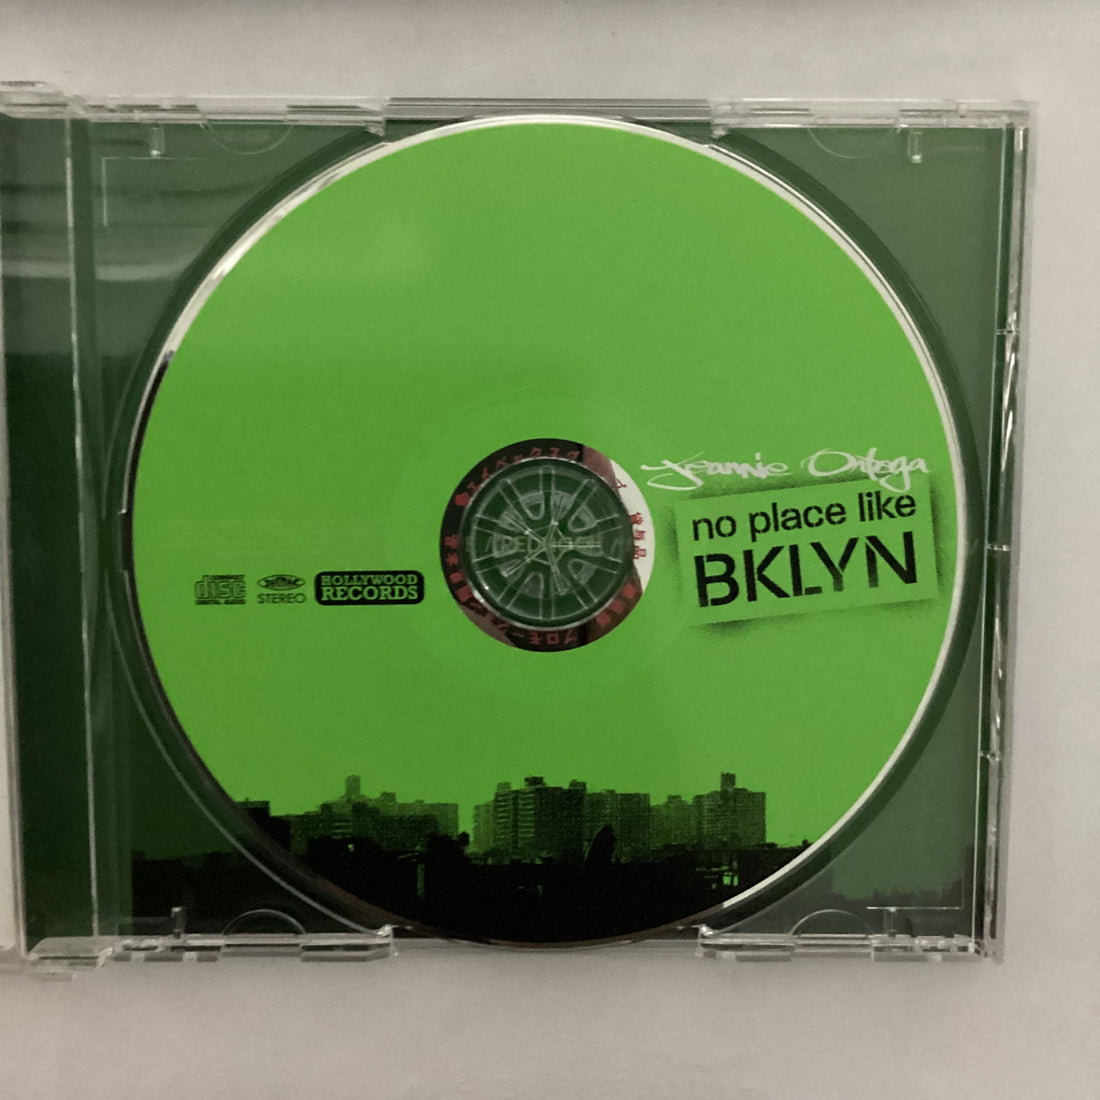 Jeannie Ortega
no place like
BKLYN
COMPACT
disc
DIGITAL AUDIO
STEREO
HOLLYWOOD
RECORDS